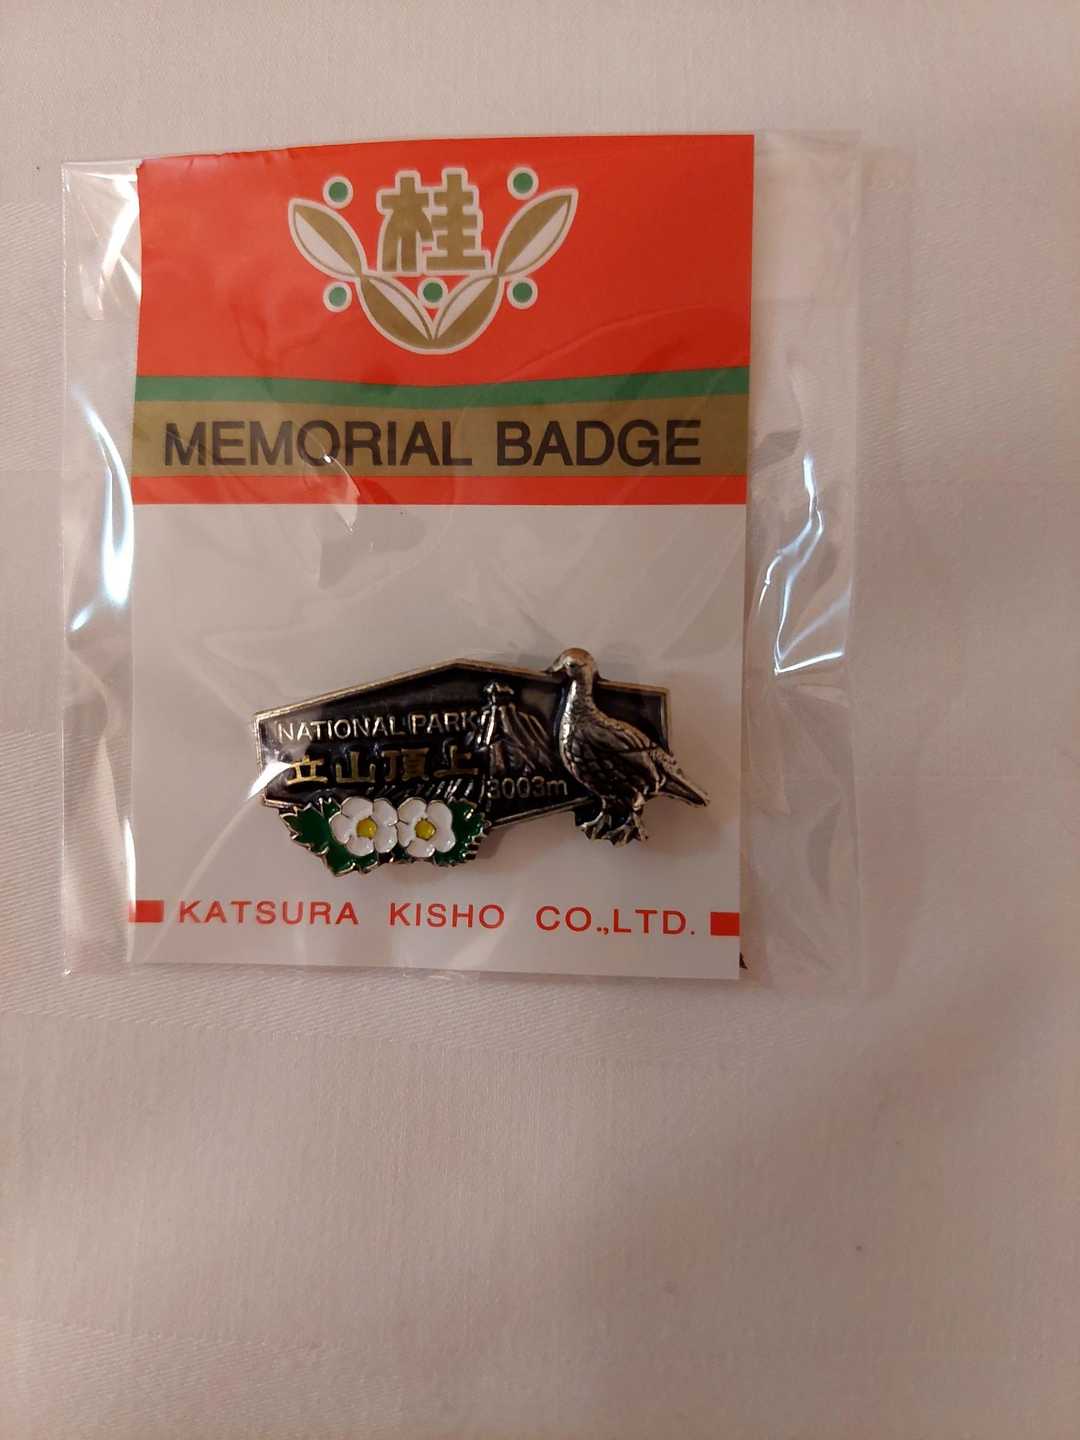 桂
MEMORIAL BADGE
NATIONAL PARK
立山頂上
3003m
KATSURA KISHO CO.,LTD.